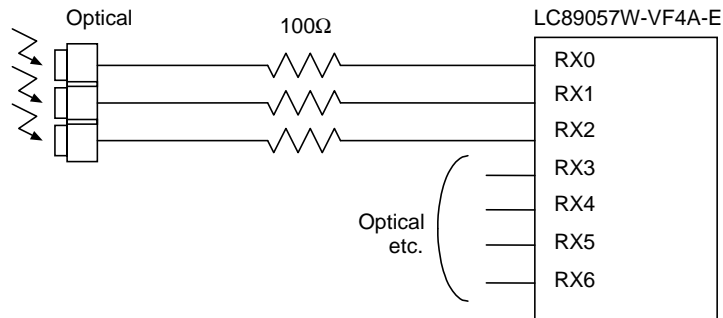 Optical
100Ω
LC89057W-VF4A-E
RX0
RX1
RX2
RX3
RX4
RX5
RX6
Optical
etc.